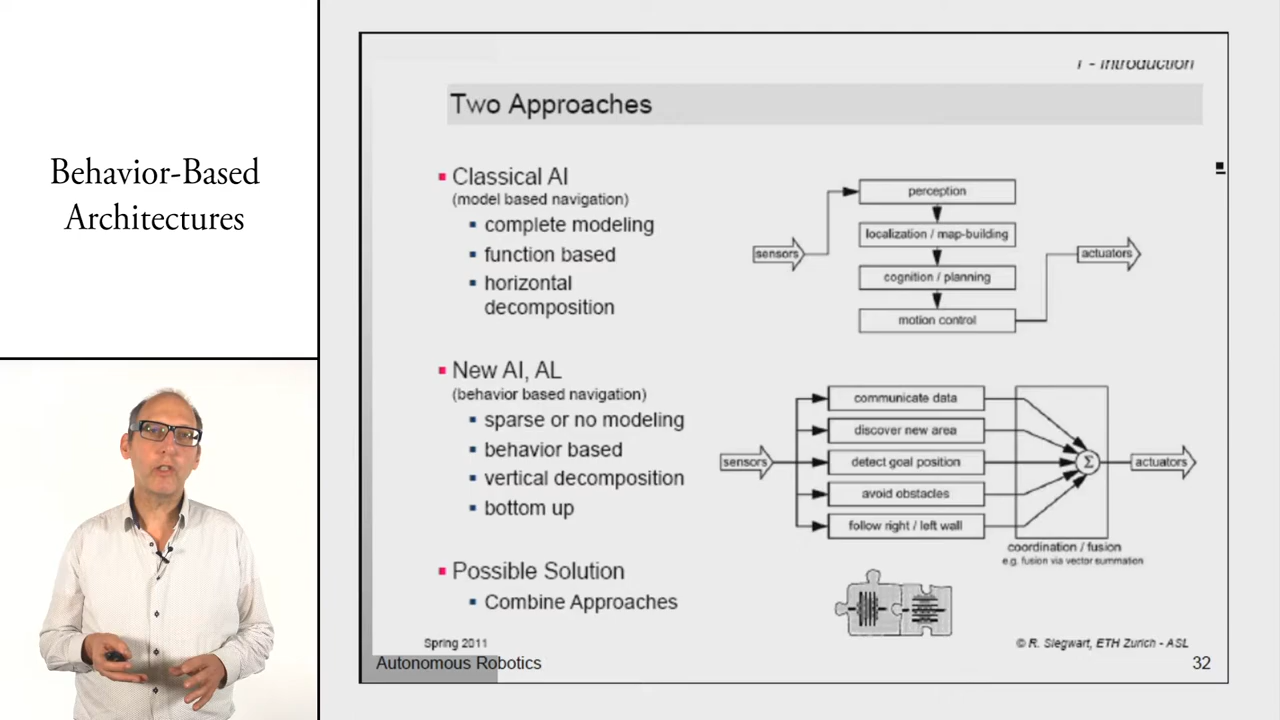 Behavior-Based
Architectures
1 - Introduction
Two Approaches
Classical AI
(model based navigation)
complete modeling
function based
horizontal
decomposition
sensors
perception
localization / map-building
cognition / planning
motion control
actuators
New AI, AL
(behavior based navigation)
sparse or no modeling
behavior based
vertical decomposition
bottom up
sensors
communicate data
discover new area
detect goal position
avoid obstacles
follow right / left wall
Σ
actuators
coordination / fusion
e.g. fusion via vector summation
Possible Solution
Combine Approaches
Spring 2011
© R. Siegwart, ETH Zurich - ASL
Autonomous Robotics
32